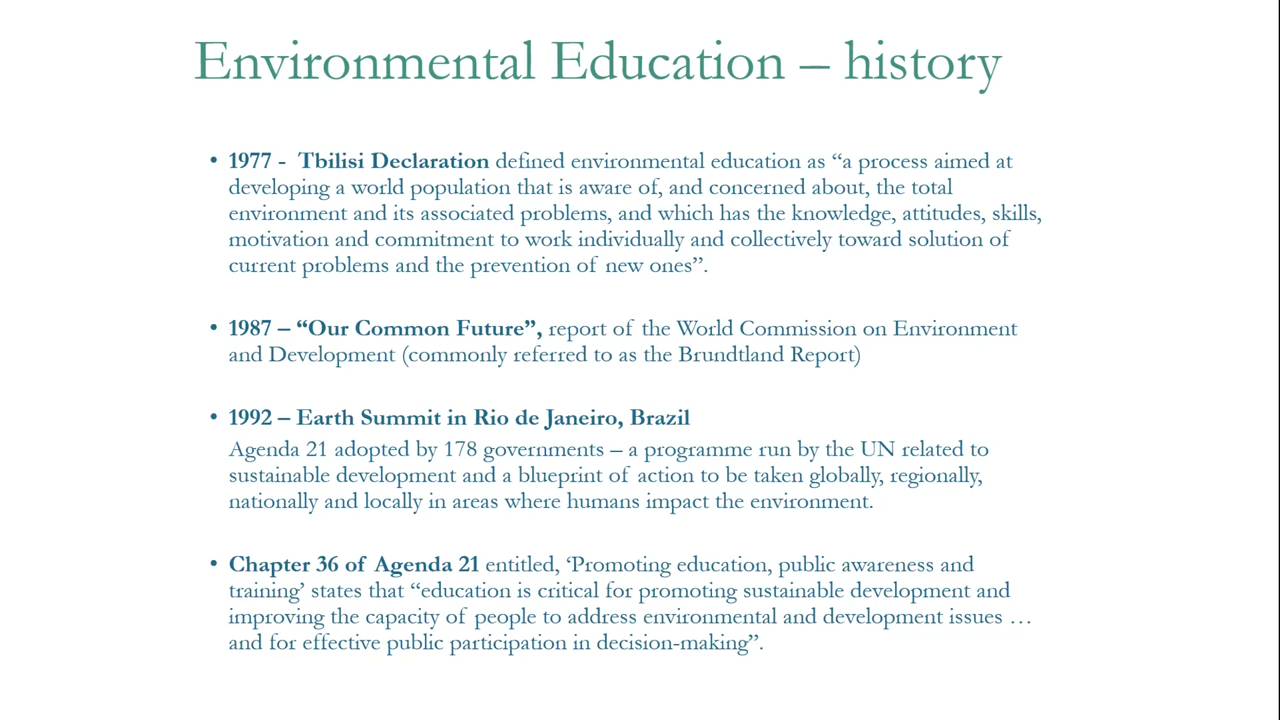 Environmental Education – history
• 1977 - Tbilisi Declaration defined environmental education as “a process aimed at
developing a world population that is aware of, and concerned about, the total
environment and its associated problems, and which has the knowledge, attitudes, skills,
motivation and commitment to work individually and collectively toward solution of
current problems and the prevention of new ones”.
• 1987 – “Our Common Future”, report of the World Commission on Environment
and Development (commonly referred to as the Brundtland Report)
• 1992 – Earth Summit in Rio de Janeiro, Brazil
Agenda 21 adopted by 178 governments – a programme run by the UN related to
sustainable development and a blueprint of action to be taken globally, regionally,
nationally and locally in areas where humans impact the environment.
• Chapter 36 of Agenda 21 entitled, ‘Promoting education, public awareness and
training’ states that “education is critical for promoting sustainable development and
improving the capacity of people to address environmental and development issues …
and for effective public participation in decision-making”.